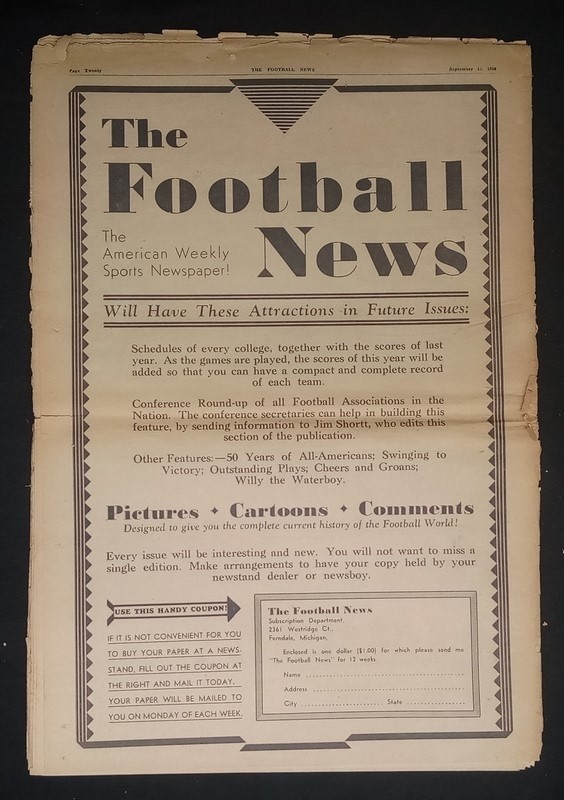 Page Twenty
THE FOOTBALL NEWS
The
Football
News
The
American Weekly
Sports Newspaper!
Will Have These Attractions in Future Issues:
Schedules of every college, together with the scores of last
year. As the games are played, the scores of this year will be
added so that you can have a compact and complete record
of each team.
Conference Round-up of all Football Associations in the
Nation. The conference secretaries can help in building this
feature, by sending information to Jim Shortt, who edits this
section of the publication.
Other Features:—50 Years of All-Americans; Swinging to
Victory; Outstanding Plays; Cheers and Groans;
Willy the Waterboy.
Pictures ✦ Cartoons ✦ Comments
Designed to give you the complete current history of the Football World!
Every issue will be interesting and new. You will not want to miss a
single edition. Make arrangements to have your copy held by your
newstand dealer or newsboy.
USE THIS HANDY COUPON!
IF IT IS NOT CONVENIENT FOR YOU
TO BUY YOUR PAPER AT A NEWS-
STAND, FILL OUT THE COUPON AT
THE RIGHT AND MAIL IT TODAY.
YOUR PAPER WILL BE MAILED TO
YOU ON MONDAY OF EACH WEEK.
The Football News
Subscription Department,
2361 Westridge Ct.,
Ferndale, Michigan.
Enclosed is one dollar [$1.00] for which please send me
"The Football News" for 12 weeks
Name
Address
City State